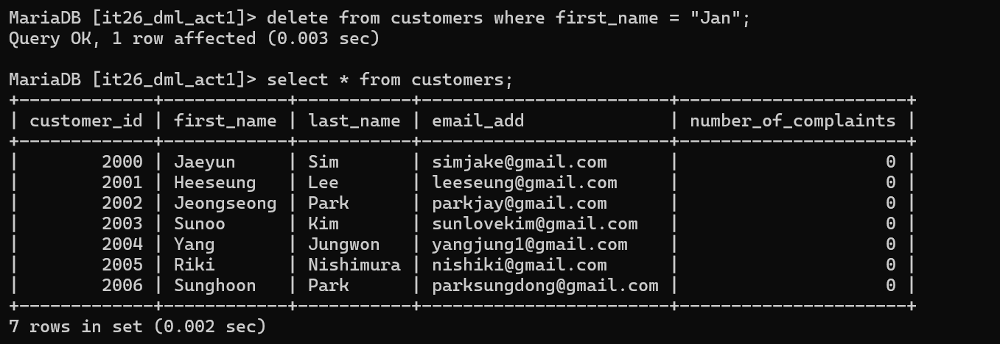 MariaDB [it26_dml_act1]> delete from customers where first_name = "Jan";
Query OK, 1 row affected (0.003 sec)

MariaDB [it26_dml_act1]> select * from customers;
+-------------+------------+-----------+------------------------+----------------------+
| customer_id | first_name | last_name | email_add              | number_of_complaints |
+-------------+------------+-----------+------------------------+----------------------+
|        2000 | Jaeyun     | Sim       | simjake@gmail.com      |                    0 |
|        2001 | Heeseung   | Lee       | leeseung@gmail.com     |                    0 |
|        2002 | Jeongseong | Park      | parkjay@gmail.com      |                    0 |
|        2003 | Sunoo      | Kim       | sunlovekim@gmail.com   |                    0 |
|        2004 | Yang       | Jungwon   | yangjung1@gmail.com    |                    0 |
|        2005 | Riki       | Nishimura | nishiki@gmail.com      |                    0 |
|        2006 | Sunghoon   | Park      | parksungdong@gmail.com |                    0 |
+-------------+------------+-----------+------------------------+----------------------+
7 rows in set (0.002 sec)